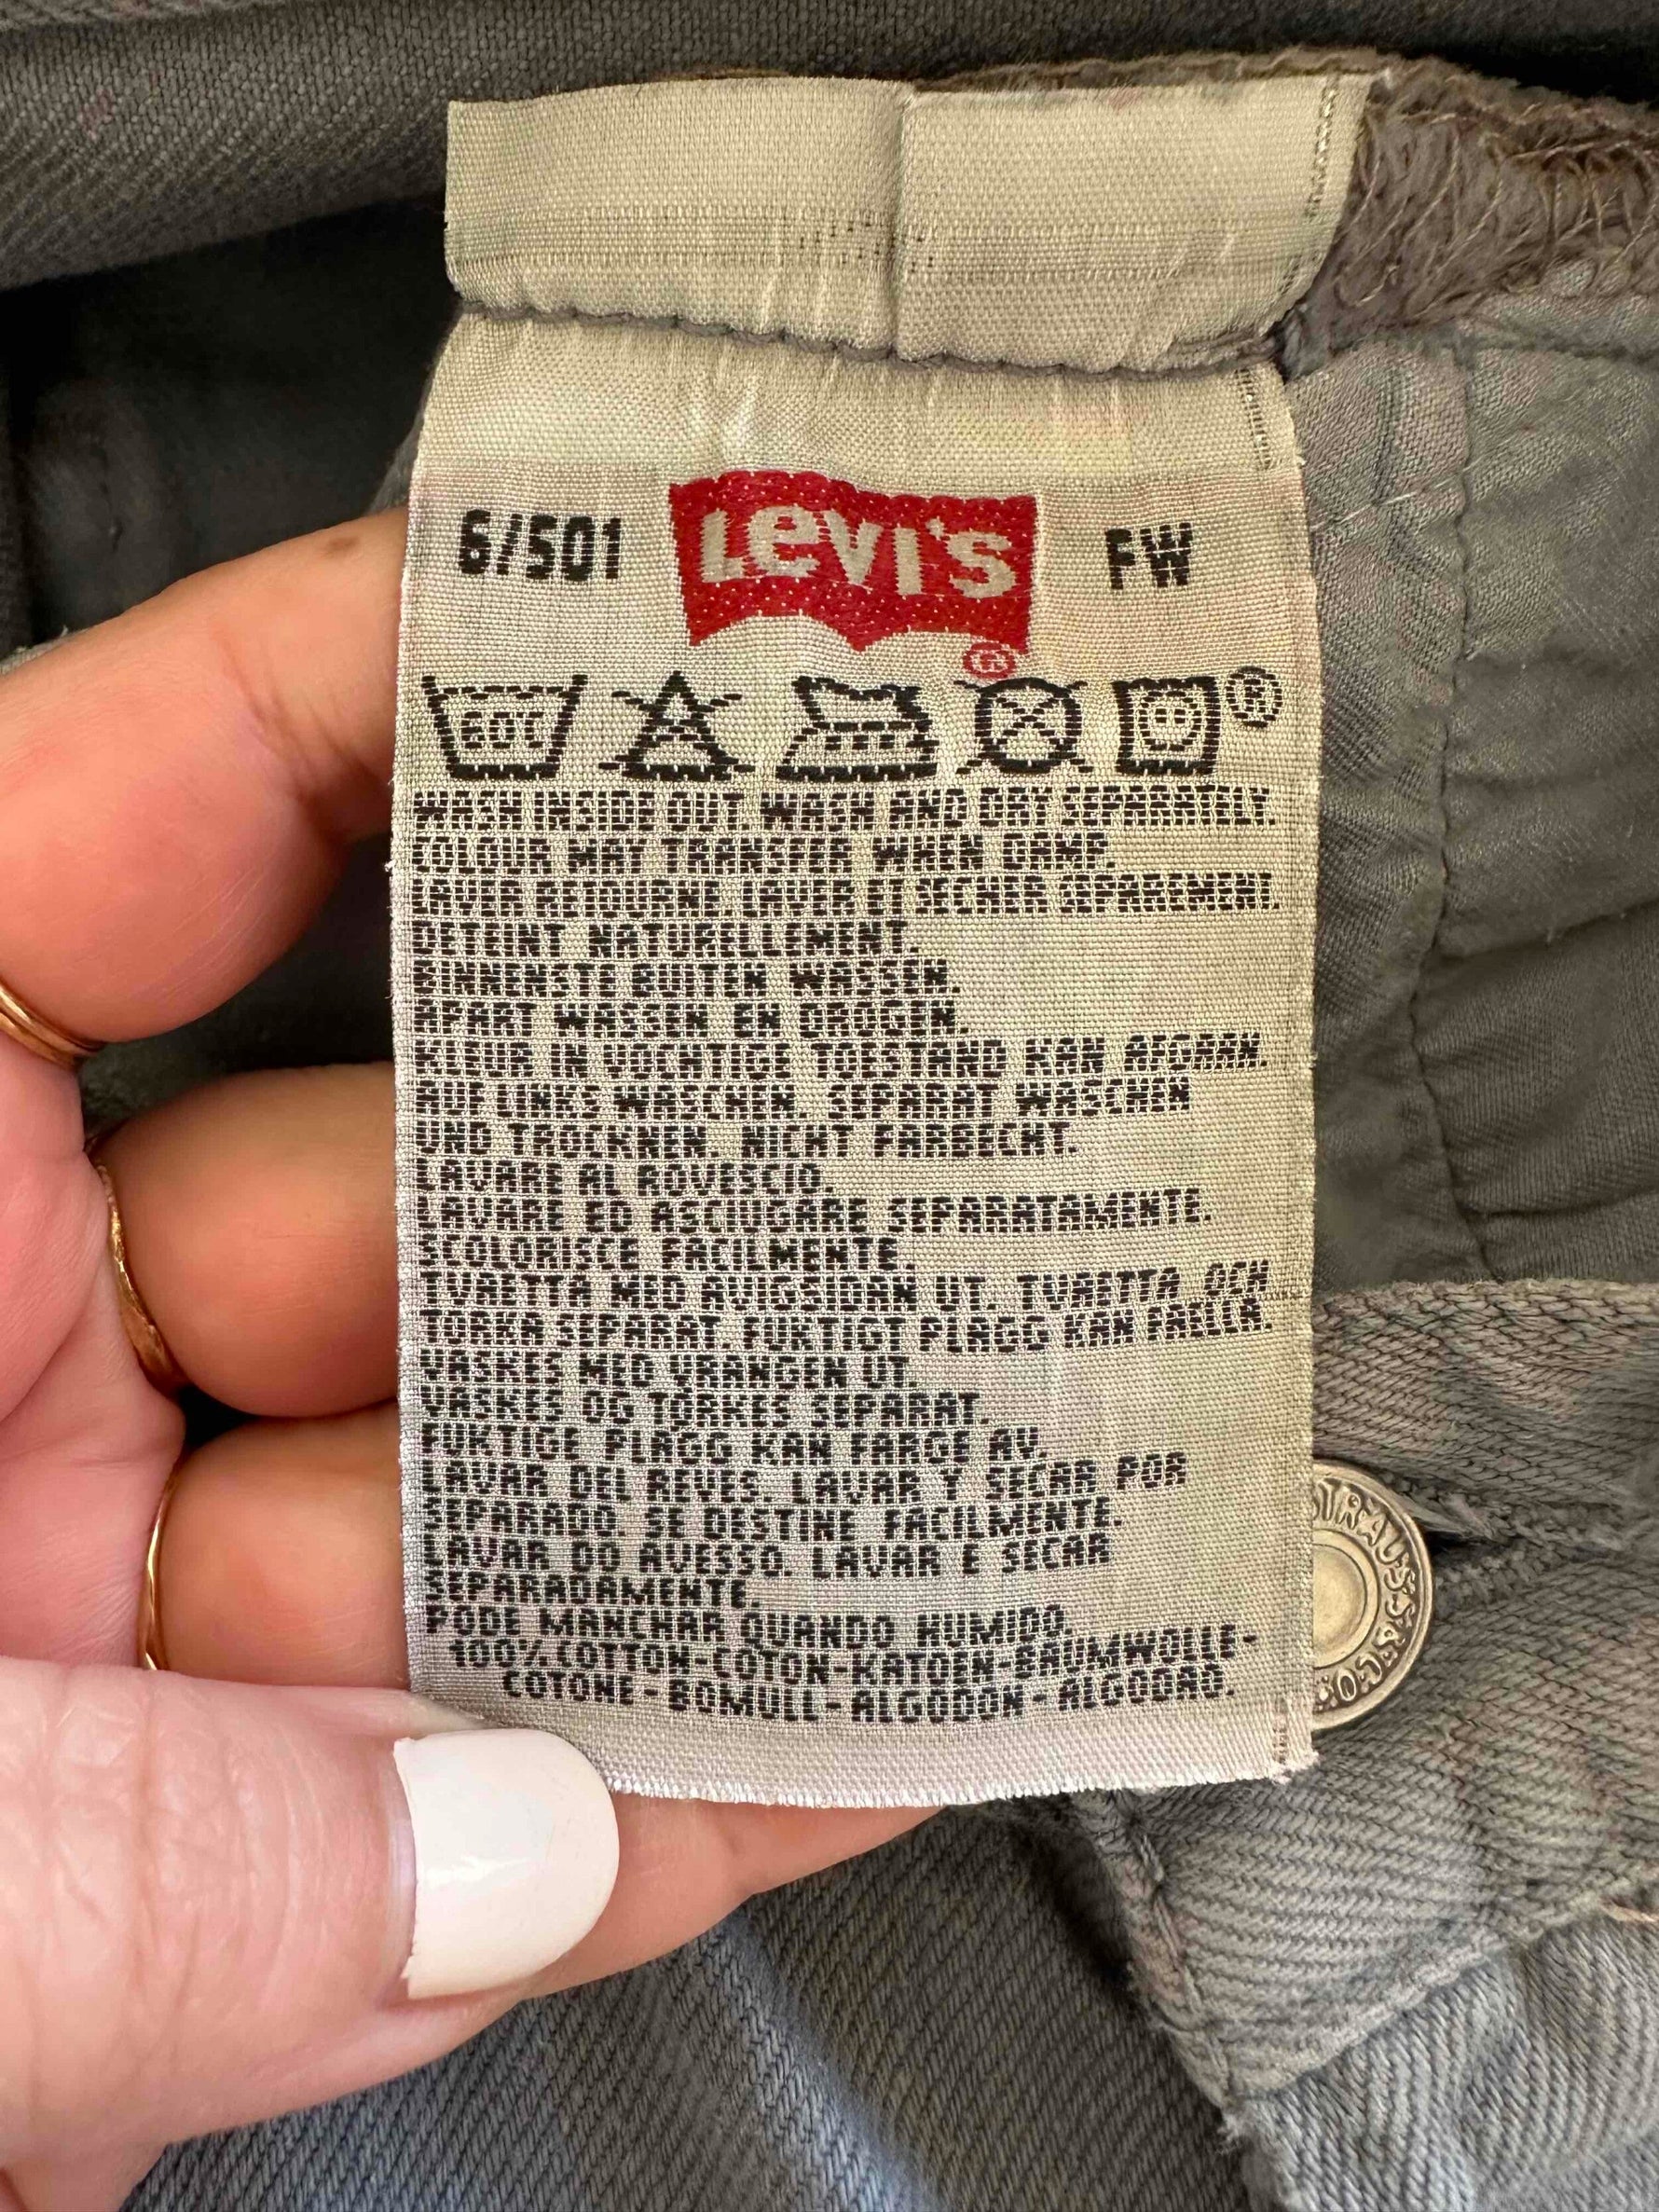 6/501 Levi's FW
®
60°C ®
WASH INSIDE OUT. WASH AND DRY SEPARATELY.
COLOUR MAY TRANSFER WHEN DAMP.
LAVER RETOURNE. LAVER ET SECHER SEPAREMENT.
DETEINT NATURELLEMENT.
BINNENSTE BUITEN WASSEN.
APART WASSEN EN DROGEN.
KLEUR IN VOCHTIGE TOESTAND KAN AFGAAN.
AUF LINKS WASCHEN. SEPARAT WASCHEN
UND TROCKNEN. NICHT FARBECHT.
LAVARE AL ROVESCIO.
LAVARE ED ASCIUGARE SEPARATAMENTE.
SCOLORISCE FACILMENTE
TVAETTA MED AVIGSIDAN UT. TVAETTA OCH
TORKA SEPARAT. FUKTIGT PLAGG KAN FAELLA.
VASKES MED VRANGEN UT.
VASKES OG TORKES SEPARAT.
FUKTIGE PLAGG KAN FARGE AV.
LAVAR DEL REVES. LAVAR Y SECAR POR
SEPARADO. SE DESTINE FACILMENTE.
LAVAR DO AVESSO. LAVAR E SECAR
SEPARADAMENTE
PODE MANCHAR QUANDO HUMIDO.
100% COTTON-COTON-KATOEN-BAUMWOLLE-
COTONE-BOMULL-ALGODON-ALGODAO.
STRAUSS & CO.